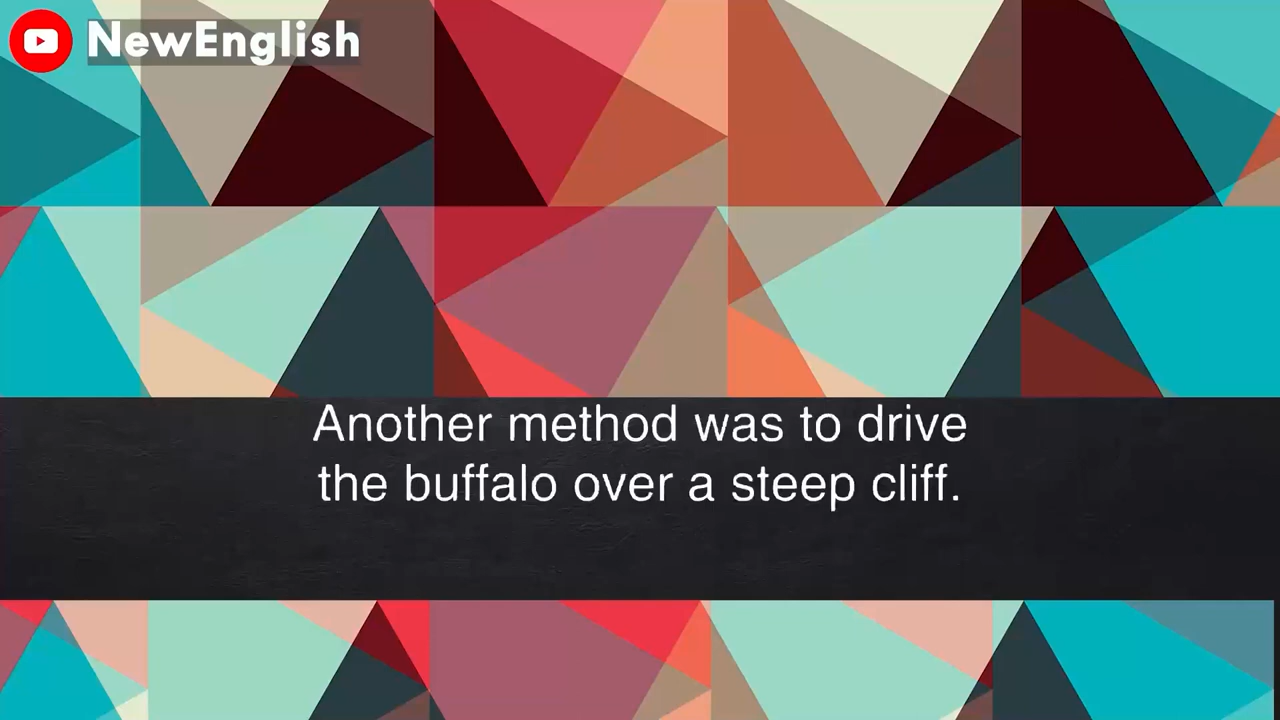 NewEnglish
Another method was to drive
the buffalo over a steep cliff.